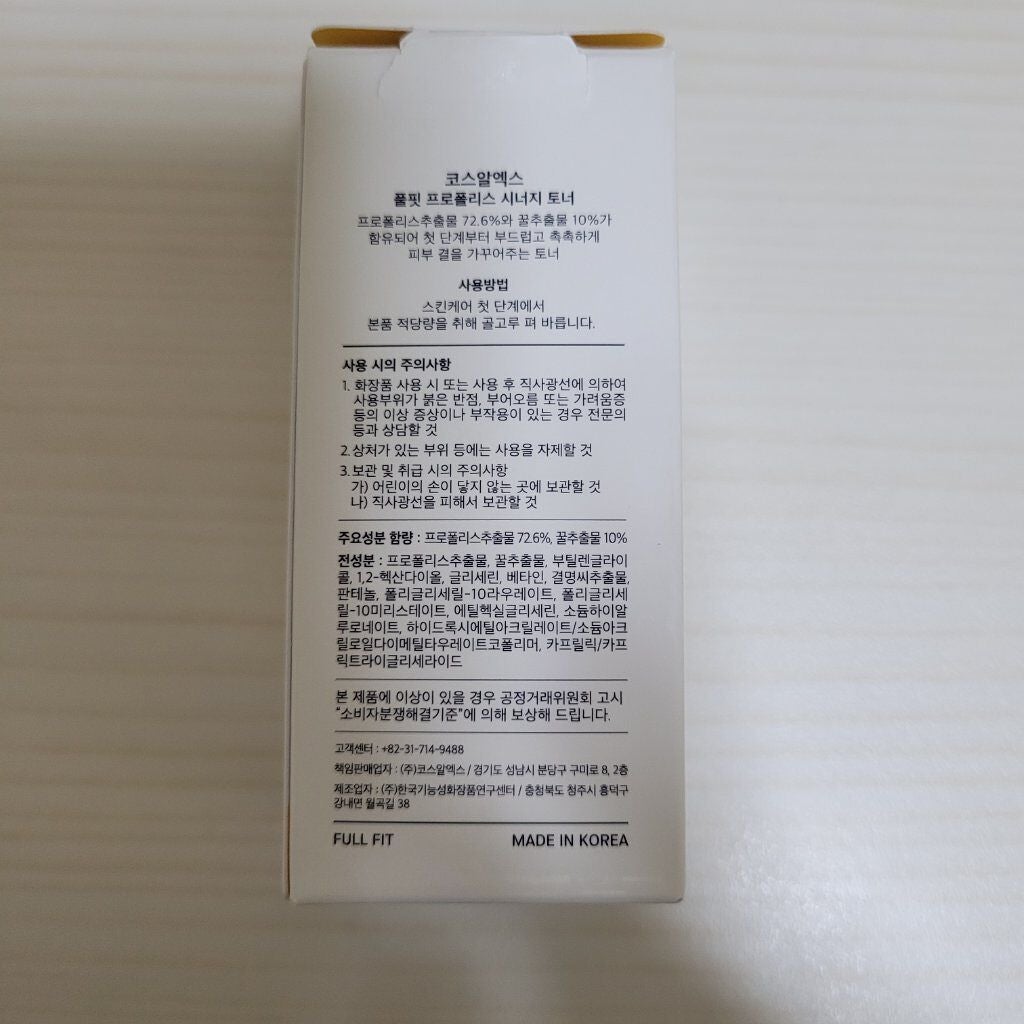 코스알엑스
풀핏 프로폴리스 시너지 토너
프로폴리스추출물 72.6%와 꿀추출물 10%가
함유되어 첫 단계부터 부드럽고 촉촉하게
피부 결을 가꾸어주는 토너
사용방법
스킨케어 첫 단계에서
본품 적당량을 취해 골고루 펴 바릅니다.
사용 시의 주의사항
1. 화장품 사용 시 또는 사용 후 직사광선에 의하여
사용부위가 붉은 반점, 부어오름 또는 가려움증
등의 이상 증상이나 부작용이 있는 경우 전문의
등과 상담할 것
2. 상처가 있는 부위 등에는 사용을 자제할 것
3. 보관 및 취급 시의 주의사항
가) 어린이의 손이 닿지 않는 곳에 보관할 것
나) 직사광선을 피해서 보관할 것
주요성분 함량 : 프로폴리스추출물 72.6%, 꿀추출물 10%
전성분 : 프로폴리스추출물, 꿀추출물, 부틸렌글라이
콜, 1,2-헥산다이올, 글리세린, 베타인, 결명씨추출물,
판테놀, 폴리글리세릴-10라우레이트, 폴리글리세
릴-10미리스테이트, 에틸헥실글리세린, 소듐하이알
루로네이트, 하이드록시에틸아크릴레이트/소듐아크
릴로일다이메틸타우레이트코폴리머, 카프릴릭/카프
릭트라이글리세라이드
본 제품에 이상이 있을 경우 공정거래위원회 고시
"소비자분쟁해결기준"에 의해 보상해 드립니다.
고객센터 : +82-31-714-9488
책임판매업자 : (주)코스알엑스 / 경기도 성남시 분당구 구미로 8, 2층
제조업자 : (주)한국기능성화장품연구센터 / 충청북도 청주시 흥덕구
강내면 월곡길 38
FULL FIT MADE IN KOREA